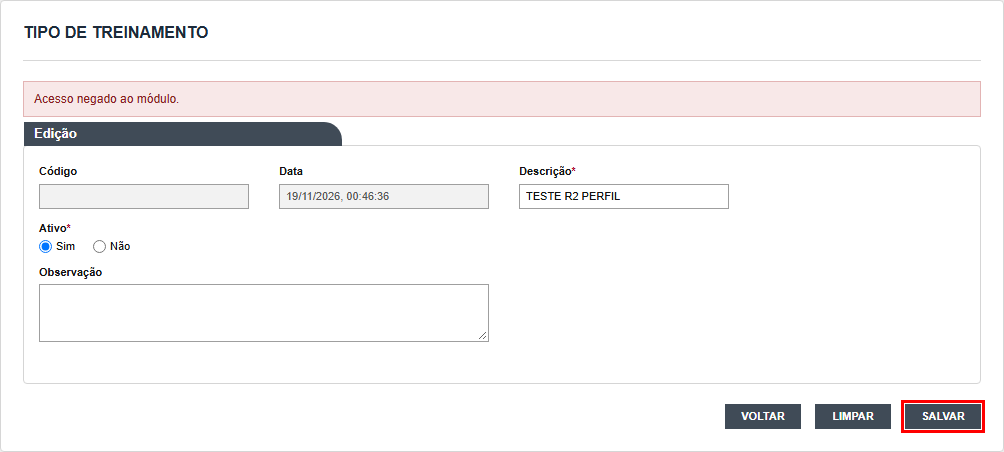 TIPO DE TREINAMENTO
Acesso negado ao módulo.
Edição
Código Data Descrição*
19/11/2026, 00:46:36 TESTE R2 PERFIL
Ativo*
Sim Não
Observação
VOLTAR LIMPAR SALVAR